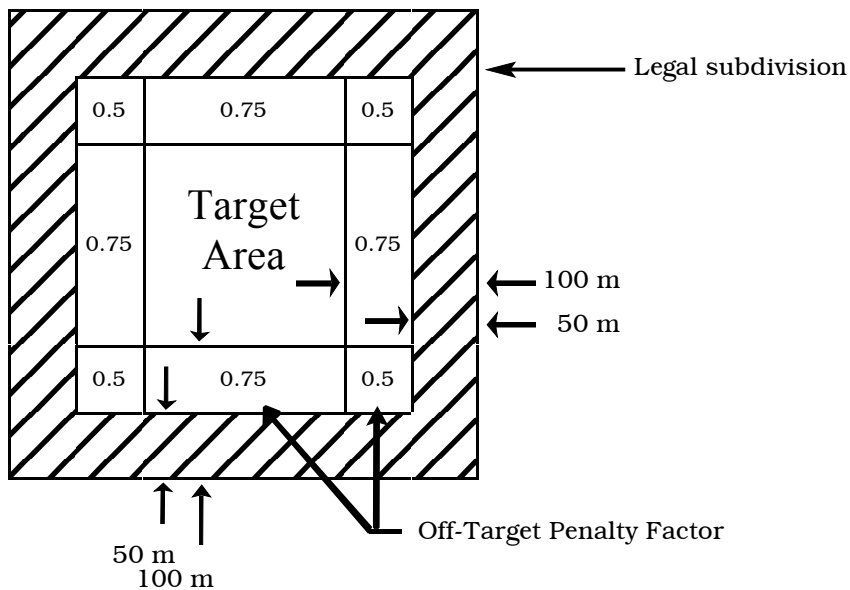 Legal subdivision
0.5 0.75 0.5
Target
Area
0.75 0.75
100 m
50 m
0.5 0.75 0.5
Off-Target Penalty Factor
50 m
100 m